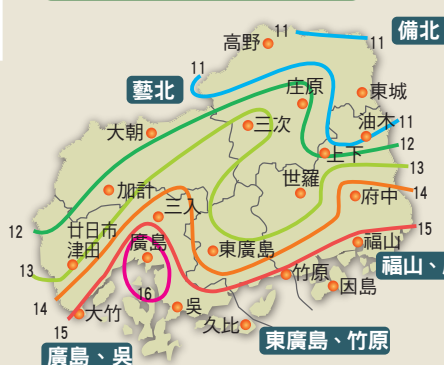 11
高野
11
備北
11
藝北
庄原
東城
大朝
三次
油木
11
上下
12
加計
世羅
13
三入
府中
14
12
廿日市
津田
廣島
東廣島
15
福山
13
福山、
16
竹原
因島
14
大竹
吳
15
久比
東廣島、竹原
廣島、吳